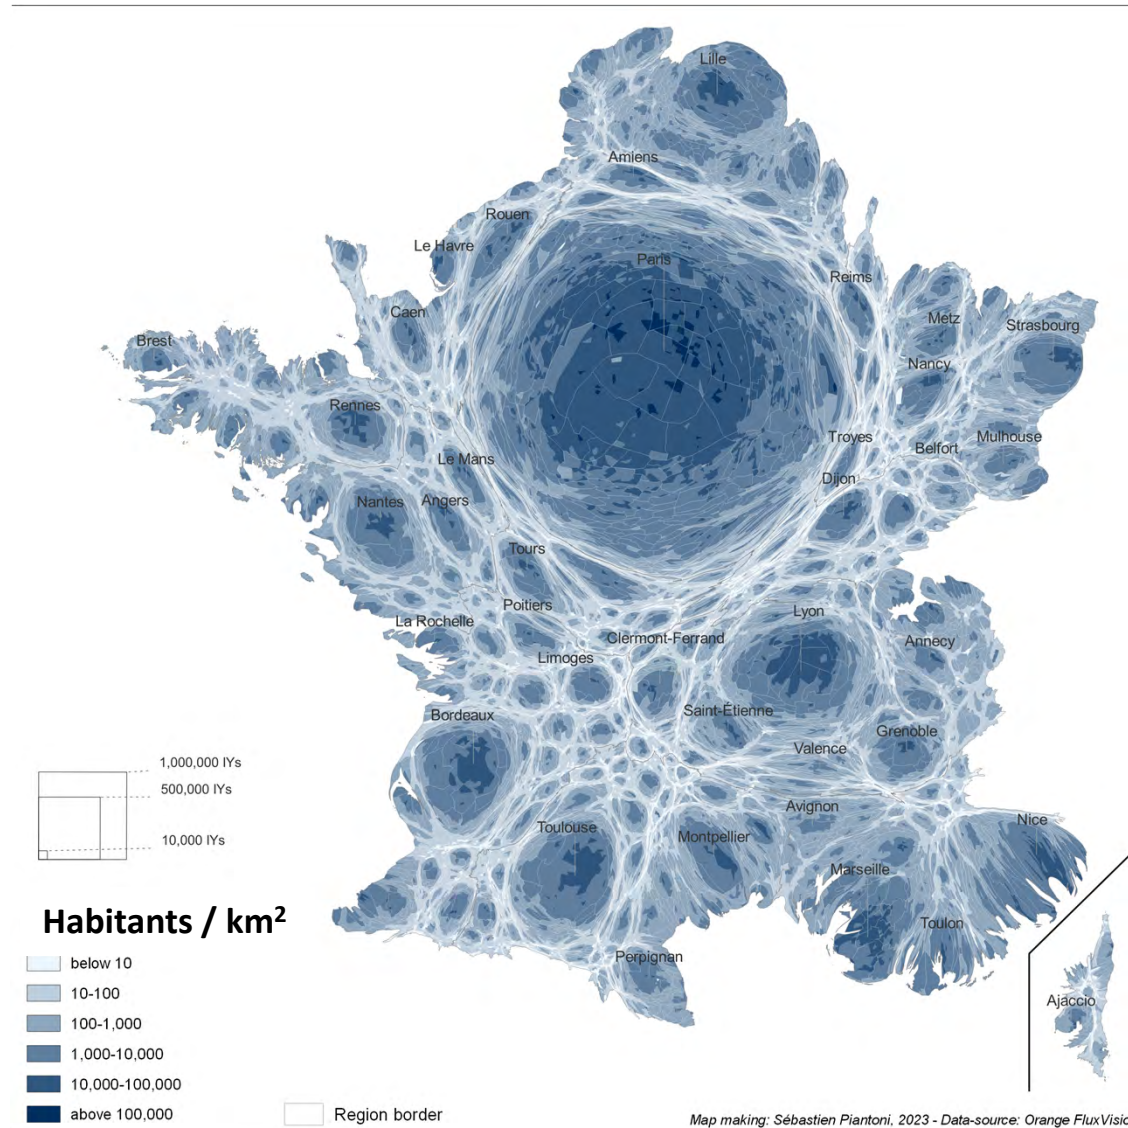 Lille
Amiens
Rouen
Le Havre
Paris
Reims
Caen
Metz
Strasbourg
Brest
Nancy
Rennes
Troyes
Mulhouse
Belfort
Le Mans
Dijon
Nantes
Angers
Tours
Poitiers
Lyon
La Rochelle
Clermont-Ferrand
Annecy
Limoges
Saint-Étienne
Bordeaux
Grenoble
Valence
1,000,000 IYs
500,000 IYs
10,000 IYs
Avignon
Nice
Toulouse
Montpellier
Marseille
Toulon
Perpignan
Ajaccio
Habitants / km²
below 10
10-100
100-1,000
1,000-10,000
10,000-100,000
above 100,000
Region border
Map making: Sébastien Piantoni, 2023 - Data-source: Orange FluxVisio